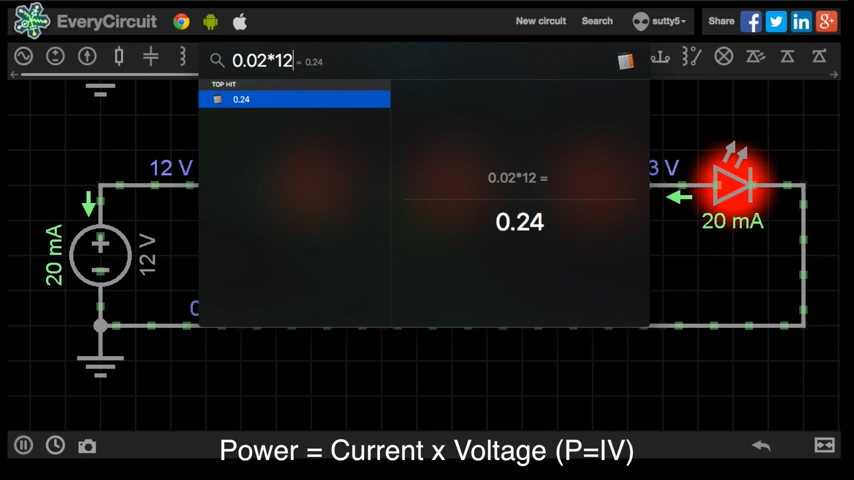 EveryCircuit
New circuit Search sutty5 Share
0.02*12 = 0.24
TOP HIT
0.24
0.02*12 =
0.24
12 V
3 V
20 mA
12 V
20 mA
Power = Current x Voltage (P=IV)